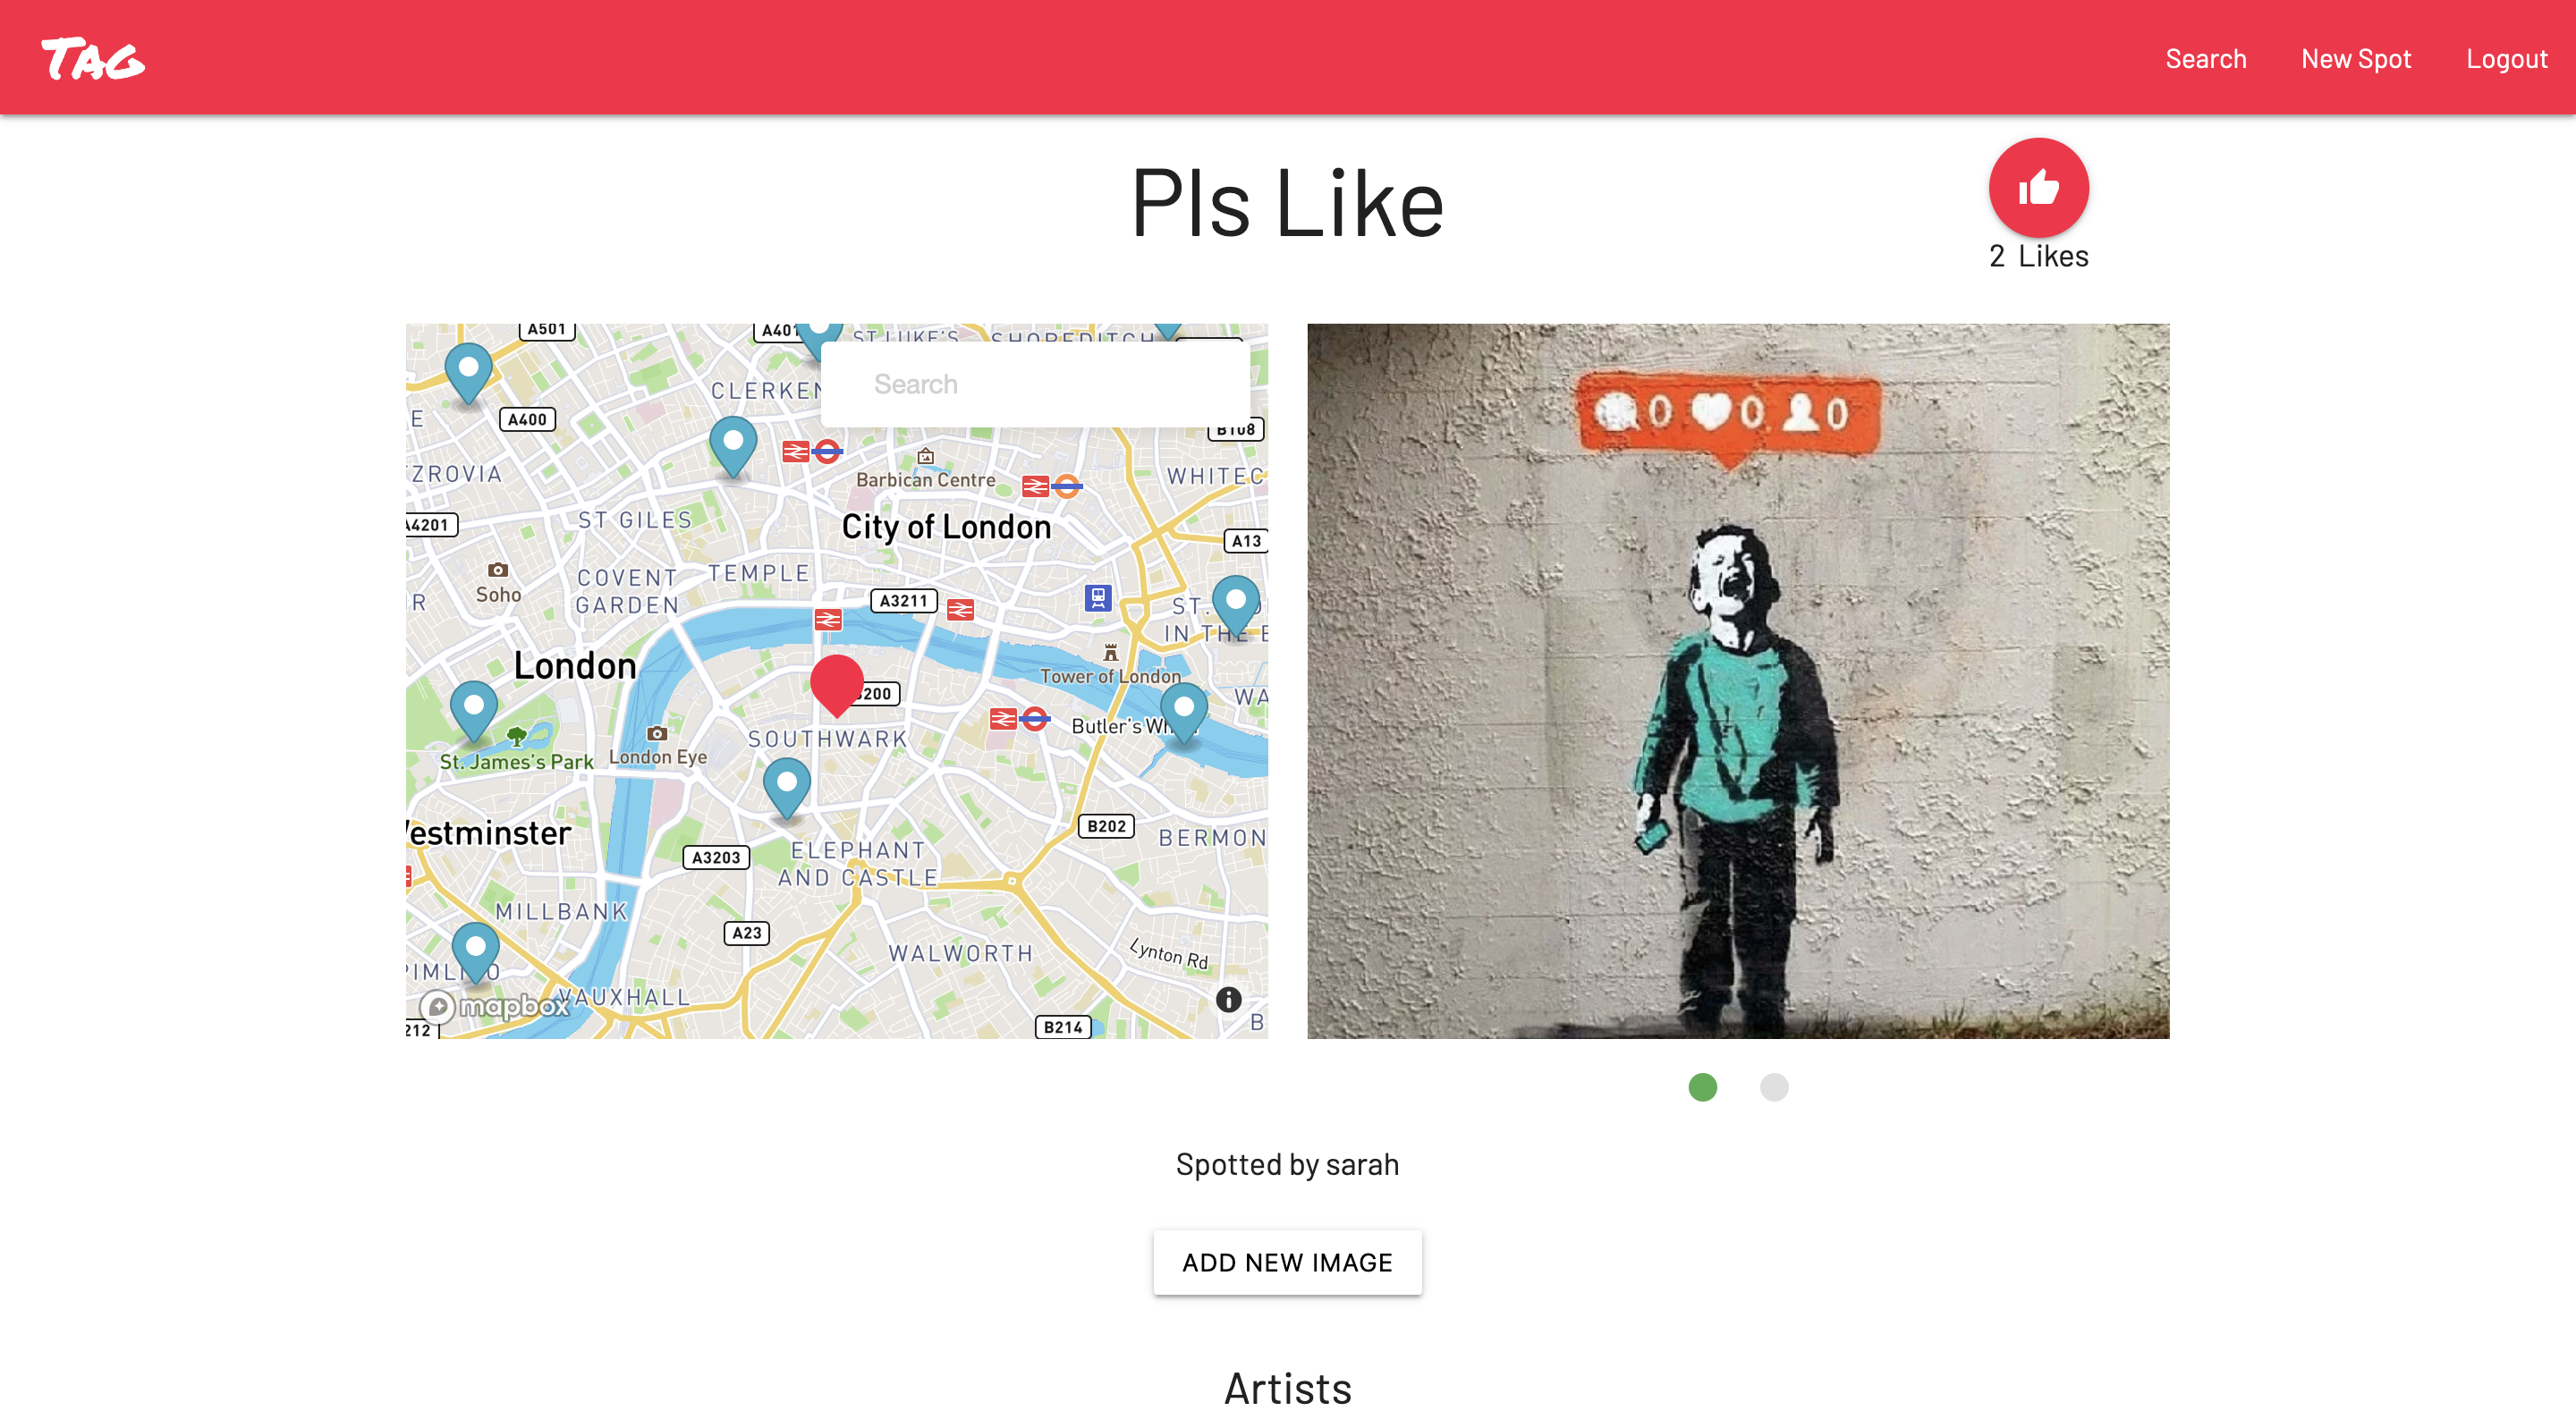 TAG
Search
New Spot
Logout
Pls Like
2 Likes
A501
ST LUKE'S
SHOREDITCH
Search
CLERKEN
A400
E
B108
ZROVIA
Barbican Centre
WHITEC
A4201
ST GILES
City of London
A13
Soho
COVENT
GARDEN
TEMPLE
A3211
R
ST.
IN THE E
London
Tower of London
200
WA
SOUTHWARK
Butler's Wh
St. James's Park
London Eye
estminster
B202
BERMON
A3203
ELEPHANT
AND CASTLE
MILLBANK
A23
WALWORTH
Lynton Rd
VAUXHALL
mapbox
212
B214
B
0 0 0
Spotted by sarah
ADD NEW IMAGE
Artists